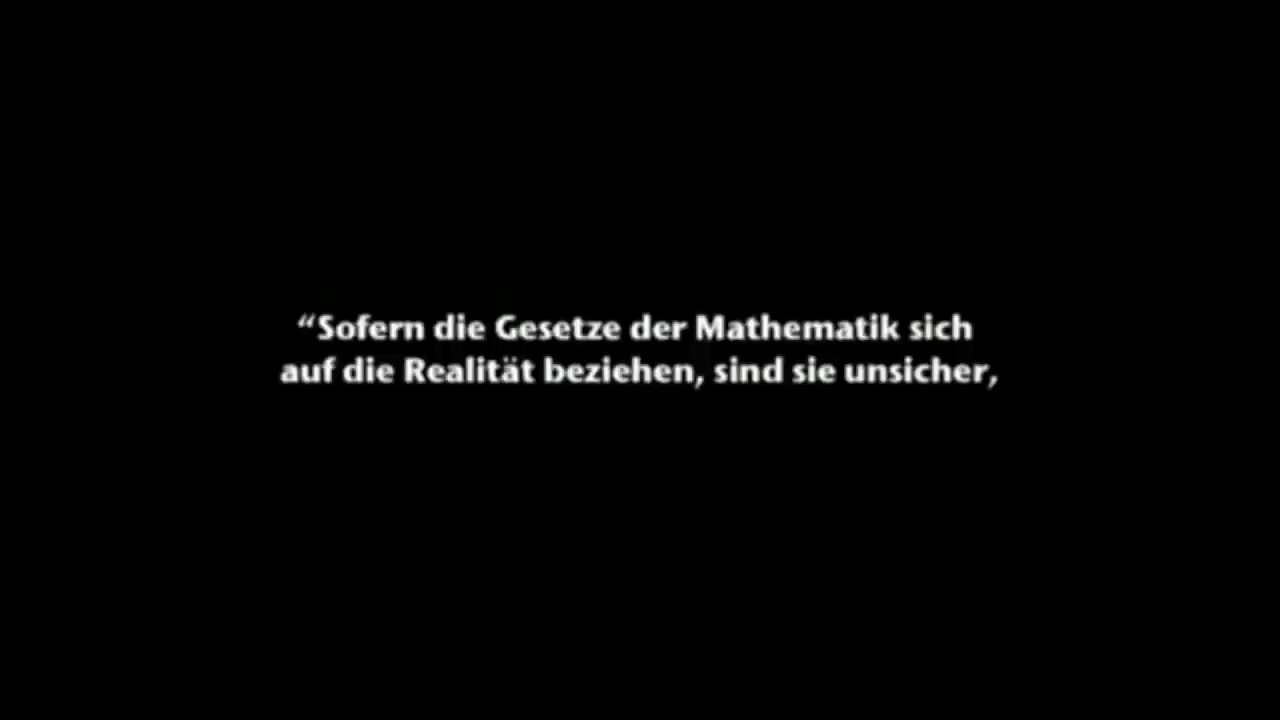 “Sofern die Gesetze der Mathematik sich
auf die Realität beziehen, sind sie unsicher,